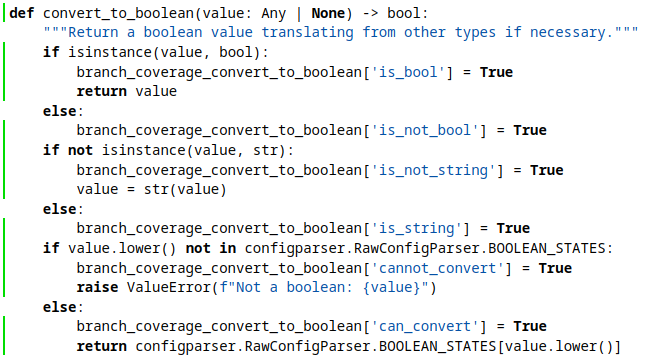 def convert_to_boolean(value: Any | None) -> bool:
    """Return a boolean value translating from other types if necessary."""
    if isinstance(value, bool):
        branch_coverage_convert_to_boolean['is_bool'] = True
        return value
    else:
        branch_coverage_convert_to_boolean['is_not_bool'] = True
    if not isinstance(value, str):
        branch_coverage_convert_to_boolean['is_not_string'] = True
        value = str(value)
    else:
        branch_coverage_convert_to_boolean['is_string'] = True
    if value.lower() not in configparser.RawConfigParser.BOOLEAN_STATES:
        branch_coverage_convert_to_boolean['cannot_convert'] = True
        raise ValueError(f"Not a boolean: {value}")
    else:
        branch_coverage_convert_to_boolean['can_convert'] = True
        return configparser.RawConfigParser.BOOLEAN_STATES[value.lower()]